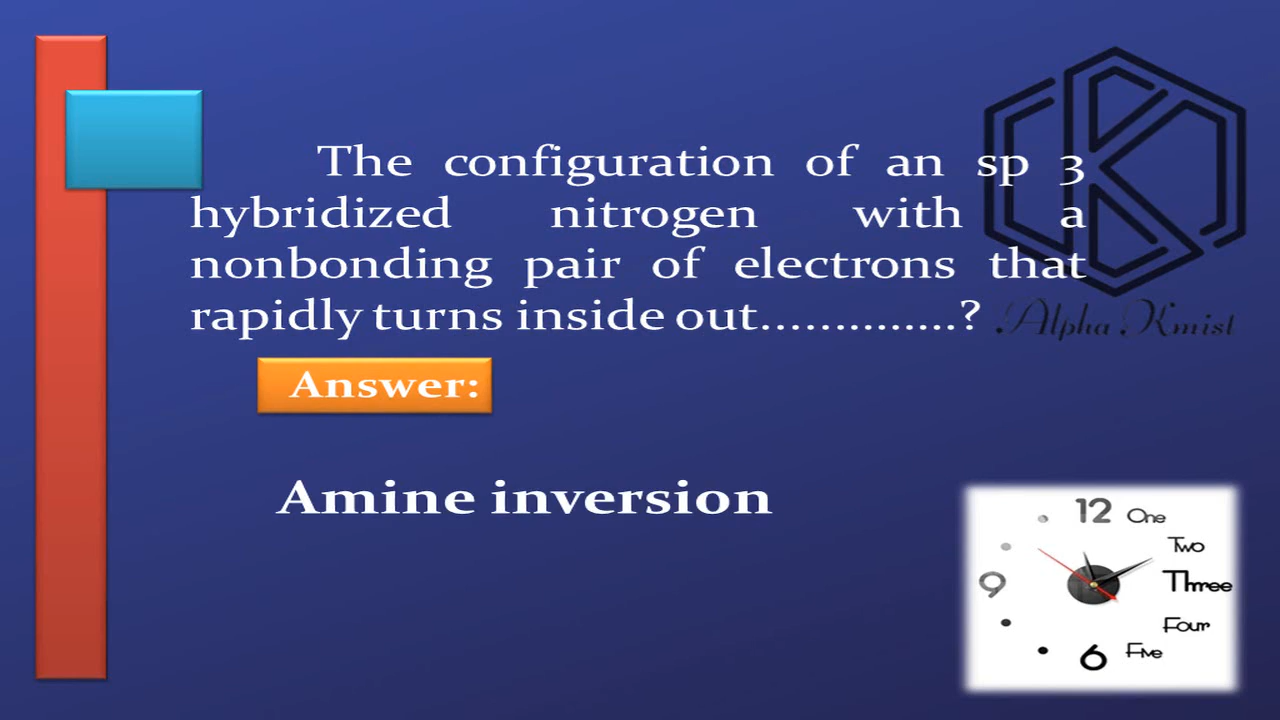 The configuration of an sp 3
hybridized nitrogen with a
nonbonding pair of electrons that
rapidly turns inside out..............?
Alpha Kmist
Answer:
Amine inversion
12 One
Two
9 Three
Four
6 Five